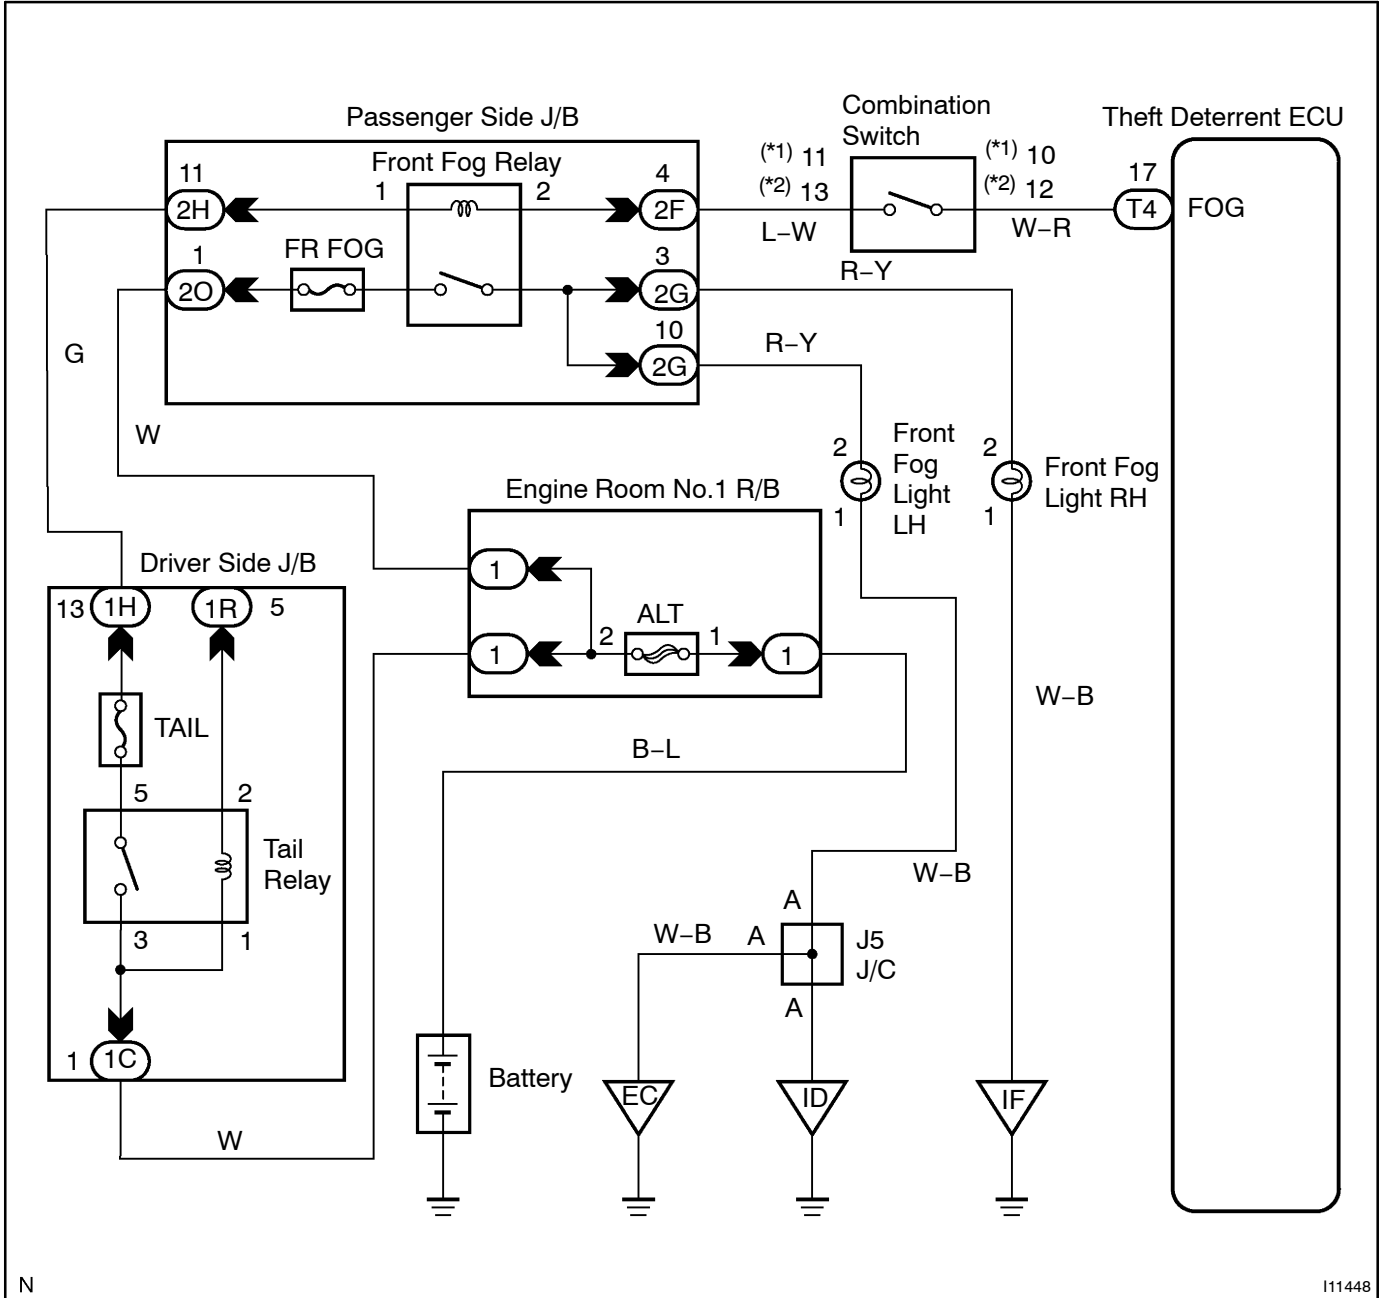 Passenger Side J/B
Combination
Switch
Theft Deterrent ECU
Front Fog Relay
11
1
2
4
(*1) 11
(*2) 13
(*1) 10
(*2) 12
17
2H
2F
L–W
W–R
T4
FOG
1
FR FOG
3
R–Y
2O
2G
10
2G
R–Y
G
W
2
Front
Fog
Light
LH
1
2
Front Fog
Light RH
1
Engine Room No.1 R/B
1
ALT
2
1
1
1
Driver Side J/B
13
1H
1R
5
TAIL
5
2
Tail
Relay
3
1
1
1C
W
B–L
W–B
W–B
A
W–B
A
J5
J/C
A
Battery
EC
ID
IF
N
I11448